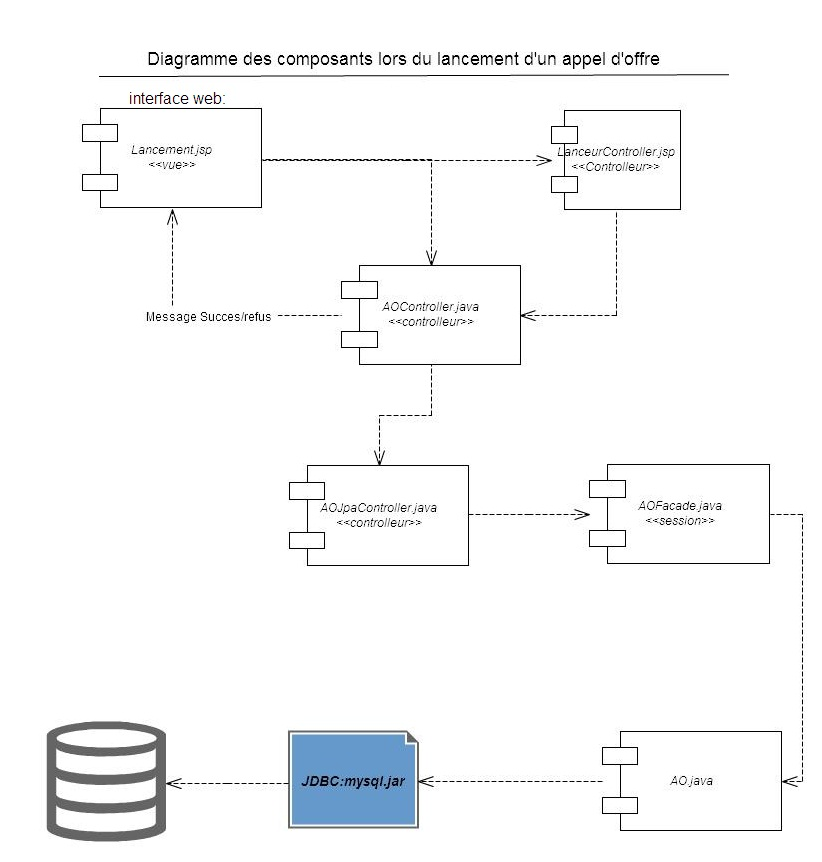 Diagramme des composants lors du lancement d'un appel d'offre
interface web:
Lancement.jsp
<<vue>>
LanceurController.jsp
<<Controlleur>>
AOController.java
<<controlleur>>
Message Succes/refus
AOJpaController.java
<<controlleur>>
AOFacade.java
<<session>>
JDBC:mysql.jar
AO.java